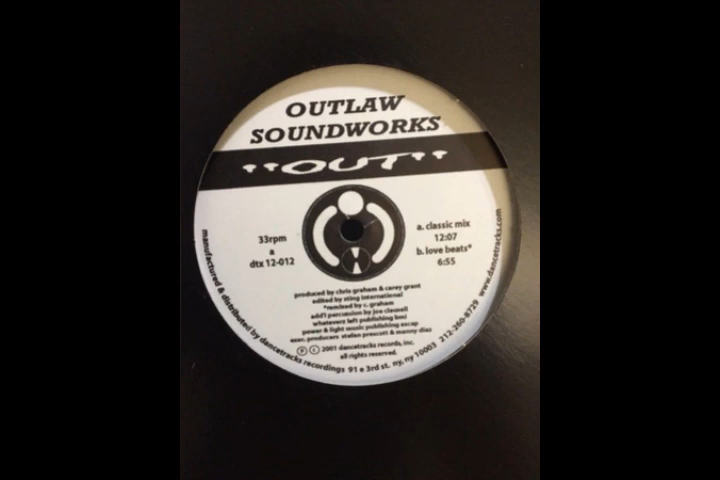 OUTLAW
SOUNDWORKS
"OUT"
33rpm
a
dtx 12-012
a. classic mix
12:07
b. love beats*
6:55
produced by chris graham & carey grant
edited by sting international
*remixed by c. graham
add'l percussion by joe claussell
whatevers left publishing bmi
power & light music publishing ascap
exec. producers stefan prescott & manny diaz
P C 2001 dancetracks records, inc.
all rights reserved.
manufactured & distributed by dancetracks recordings 91 e 3rd st. ny, ny 10003 212-260-8729 www.dancetracks.com